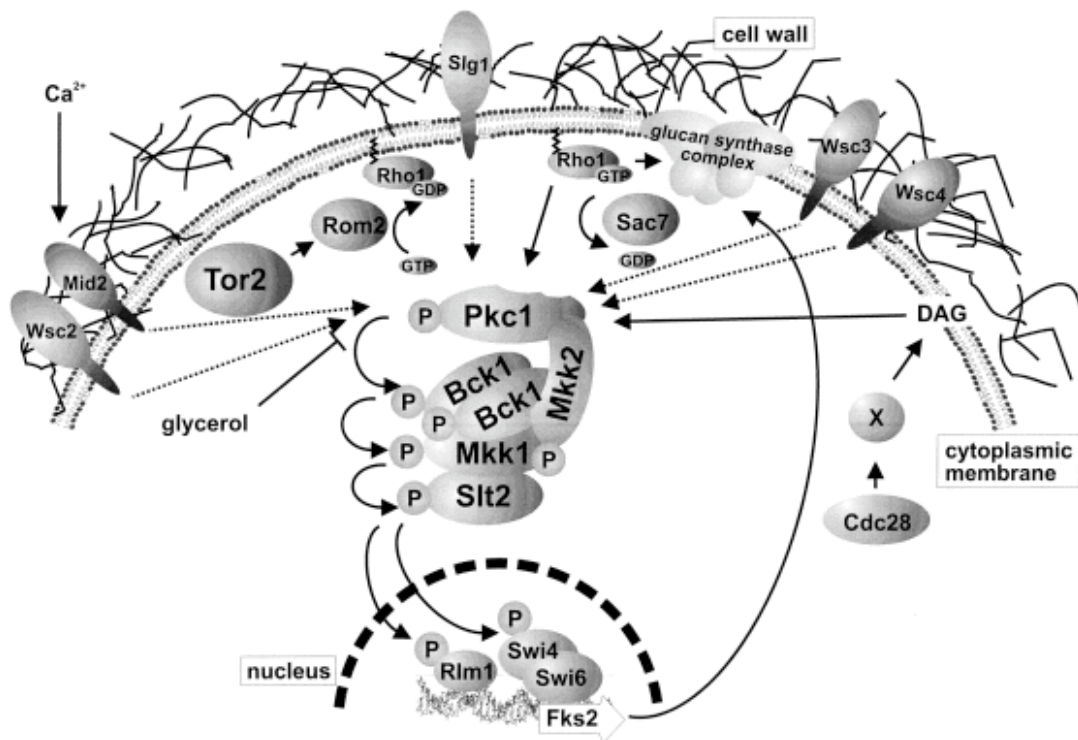 cell wall
Slg1
Ca²⁺
glucan synthase
complex
Wsc3
Rho1
GDP
Rho1
GTP
Wsc4
Rom2
Sac7
Mid2
Tor2
GTP
GDP
Wsc2
P
Pkc1
DAG
Mkk2
Bck1
P
Bck1
glycerol
P
X
P
Mkk1
P
cytoplasmic
membrane
P
Slt2
Cdc28
P
P
Swi4
nucleus
Rlm1
Swi6
Fks2